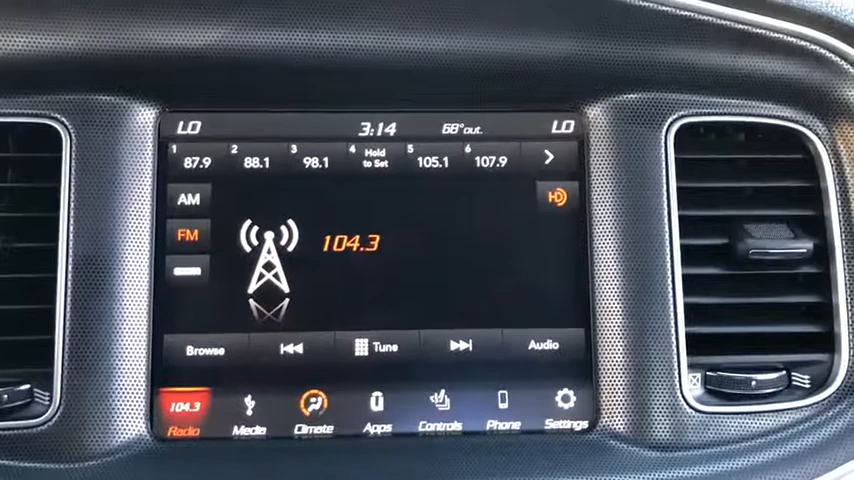 LO 3:14 68° out. LO
1 87.9 2 88.1 3 98.1 4 Hold to Set 5 105.1 6 107.9
AM
HD
FM
104.3
Browse Tune Audio
104.3
Radio Media Climate Apps Controls Phone Settings